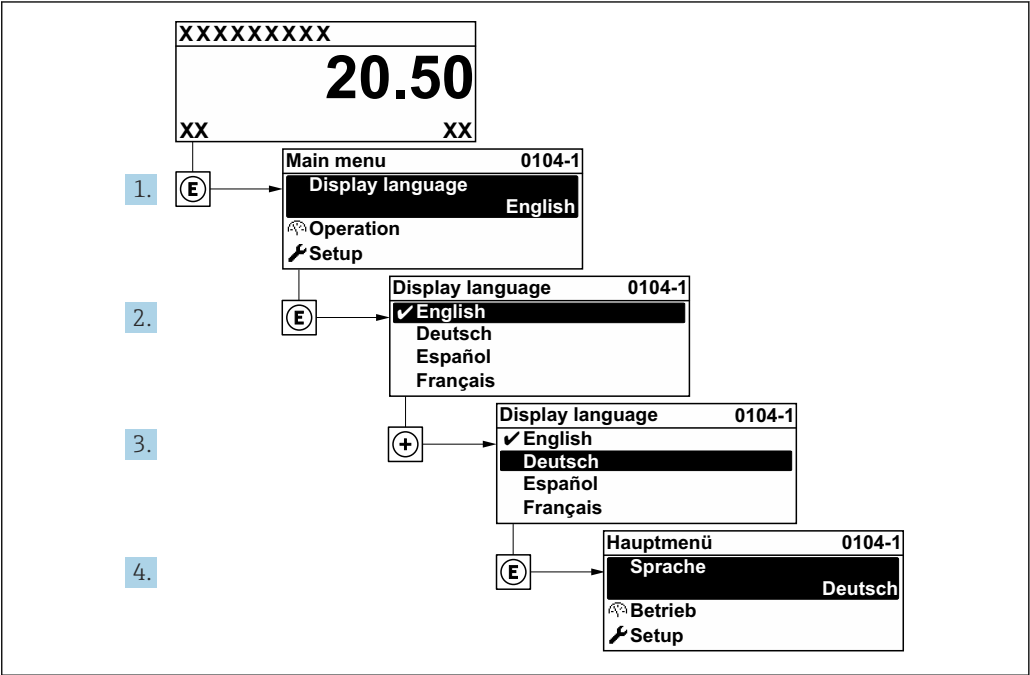 XXXXXXXXX
20.50
XX XX
1.
E
Main menu 0104-1
Display language
English
Operation
Setup
2.
E
Display language 0104-1
✔English
Deutsch
Español
Français
3.
+
Display language 0104-1
✔English
Deutsch
Español
Français
4.
E
Hauptmenü 0104-1
Sprache
Deutsch
Betrieb
Setup